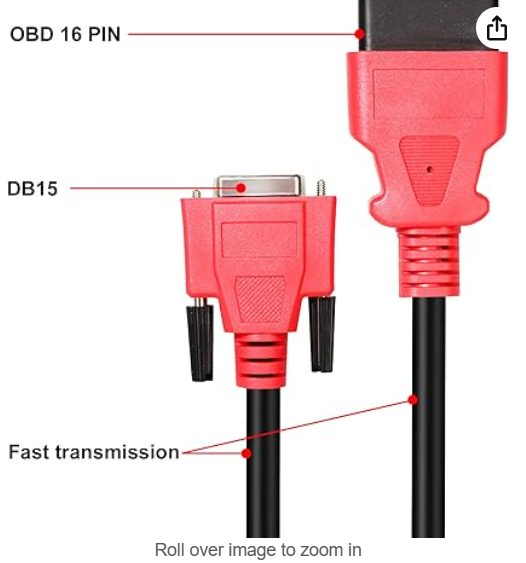 OBD 16 PIN
DB15
Fast transmission
Roll over image to zoom in